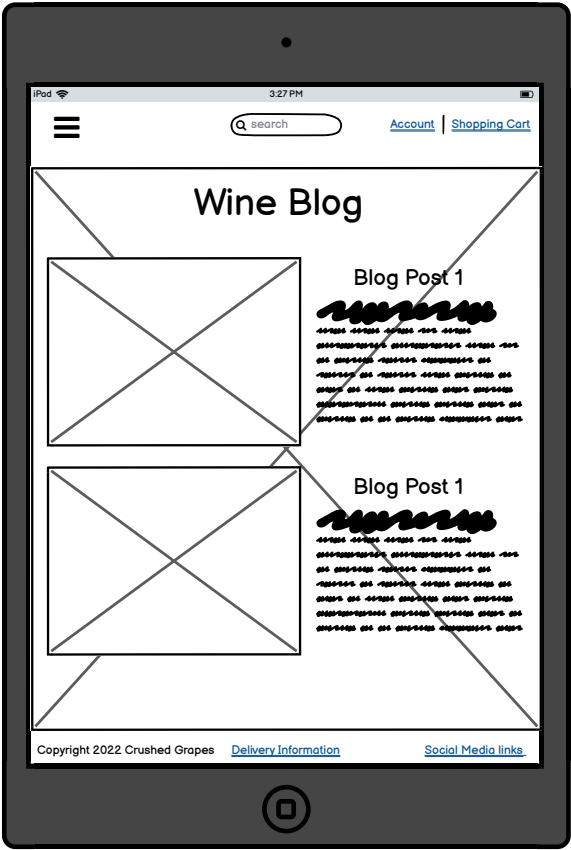 iPad 3:27 PM
search Account Shopping Cart
Wine Blog
Blog Post 1
Blog Post 1
Copyright 2022 Crushed Grapes Delivery Information Social Media links